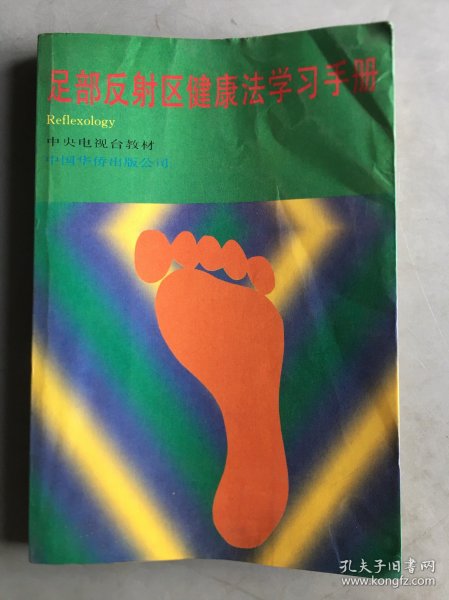 足部反射区健康法学习手册
Reflexology
中央电视台教材
中国华侨出版公司
孔夫子旧书网
www.kongfz.com